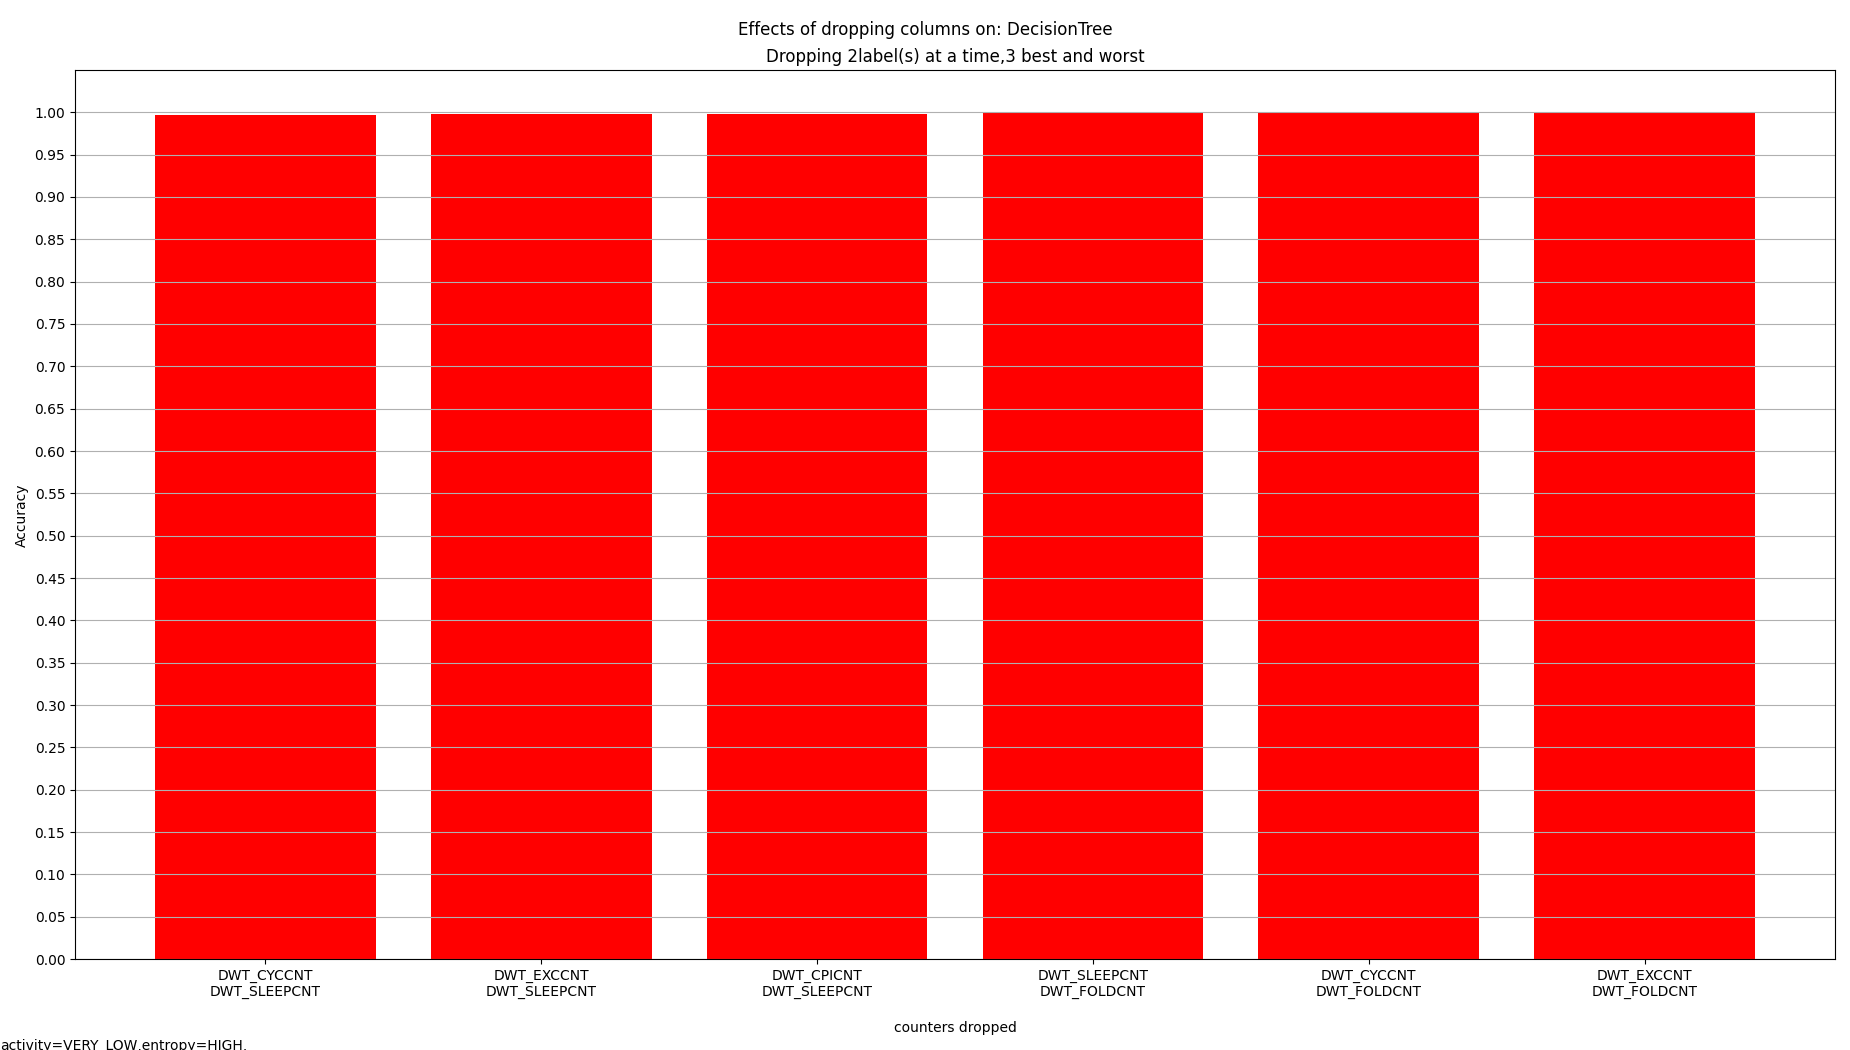 Effects of dropping columns on: DecisionTree
Dropping 2label(s) at a time,3 best and worst
1.00
0.95
0.90
0.85
0.80
0.75
0.70
0.65
0.60
0.55
0.50
0.45
0.40
0.35
0.30
0.25
0.20
0.15
0.10
0.05
0.00
Accuracy
DWT_CYCCNT
DWT_SLEEPCNT
DWT_EXCCNT
DWT_SLEEPCNT
DWT_CPICNT
DWT_SLEEPCNT
DWT_SLEEPCNT
DWT_FOLDCNT
DWT_CYCCNT
DWT_FOLDCNT
DWT_EXCCNT
DWT_FOLDCNT
counters dropped
activity=VERY_LOW,entropy=HIGH,